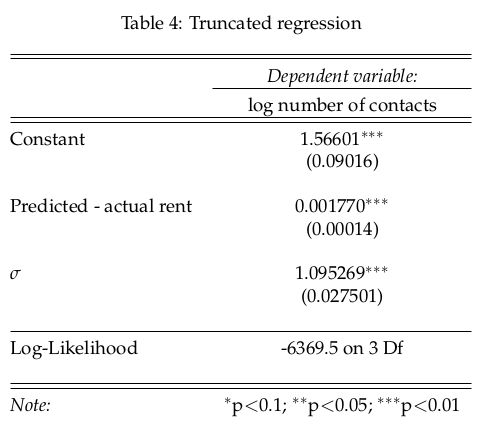 Table 4: Truncated regression
Dependent variable:
log number of contacts
Constant 1.56601***
(0.09016)
Predicted - actual rent 0.001770***
(0.00014)
σ 1.095269***
(0.027501)
Log-Likelihood -6369.5 on 3 Df
Note: *p<0.1; **p<0.05; ***p<0.01